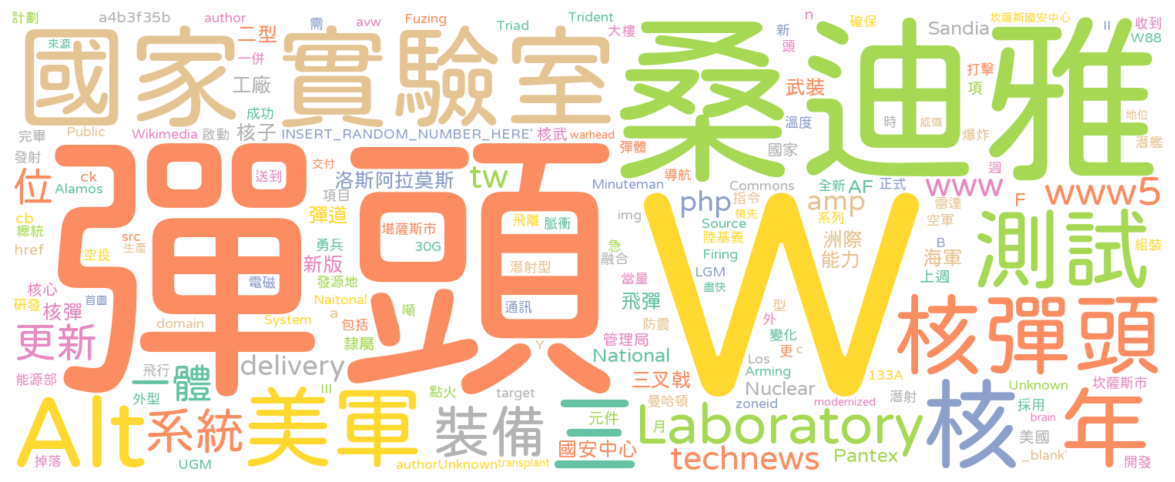 計劃 a4b3f35b author avw Fuzing 需 Triad Trident 大樓 新 n 確保 坎薩斯國安中心 II 收到
來源 二型 一併 頭 Sandia W88
國家實驗室 桑迪雅
工廠 武裝 打擊 項
成功 溫度 時 威懾 爆炸 地位 潛艦
完畢 Public Wikimedia 啟動 核子 INSERT_RANDOM_NUMBER_HERE' 核武 warhead
彈體 國家 週
發射 位 ck 送到 交付 洛斯阿拉莫斯 tw 導航 全新 AF 正式 www F www5
Alamos Minuteman Commons 指令
項目 img php amp 系列 雷達
cb 彈道 飛離 脈衝 Source 領元 空軍
總統 src 勇兵 堪薩斯市 30G 急 陸基義 洲際 B 測試 組裝
href 空投 生產 新版 潛射型 融合 Firing 能力 海軍
核心 電磁 發源地 當量 LGM 上週
研發 首圖 Naitonal 噸 通訊 飛彈 盡快 型
核彈 a 外 變化
彈頭 W 核彈頭
更新 domain System 包括 Y 防震 更 c
隸屬 管理局 Los
delivery National Arming 133A
能源部 飛行 一體 III 點火 target 三叉戟 Nuclear 潛射 Unknown 坎薩斯市
外型 曼哈頓 zoneid modernized 採用
Alt 系統 美軍 裝備 三 元件 月 Laboratory 核 brain 年
美國
掉落 UGM 國安中心 technews Pantex _blank' 開發
authorUnknown transplant